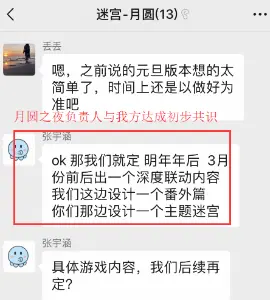 迷宫-月圆(13)
丢丢
嗯，之前说的元旦版本想的太
简单了，时间上还是以做好为
准吧
月圆之夜负责人与我方达成初步共识
张宇涵
ok 那我们就定 明年年后 3月
份前后出一个深度联动内容
我们这边设计一个番外篇
你们那边设计一个主题迷宫
张宇涵
具体游戏内容，我们后续再
定？